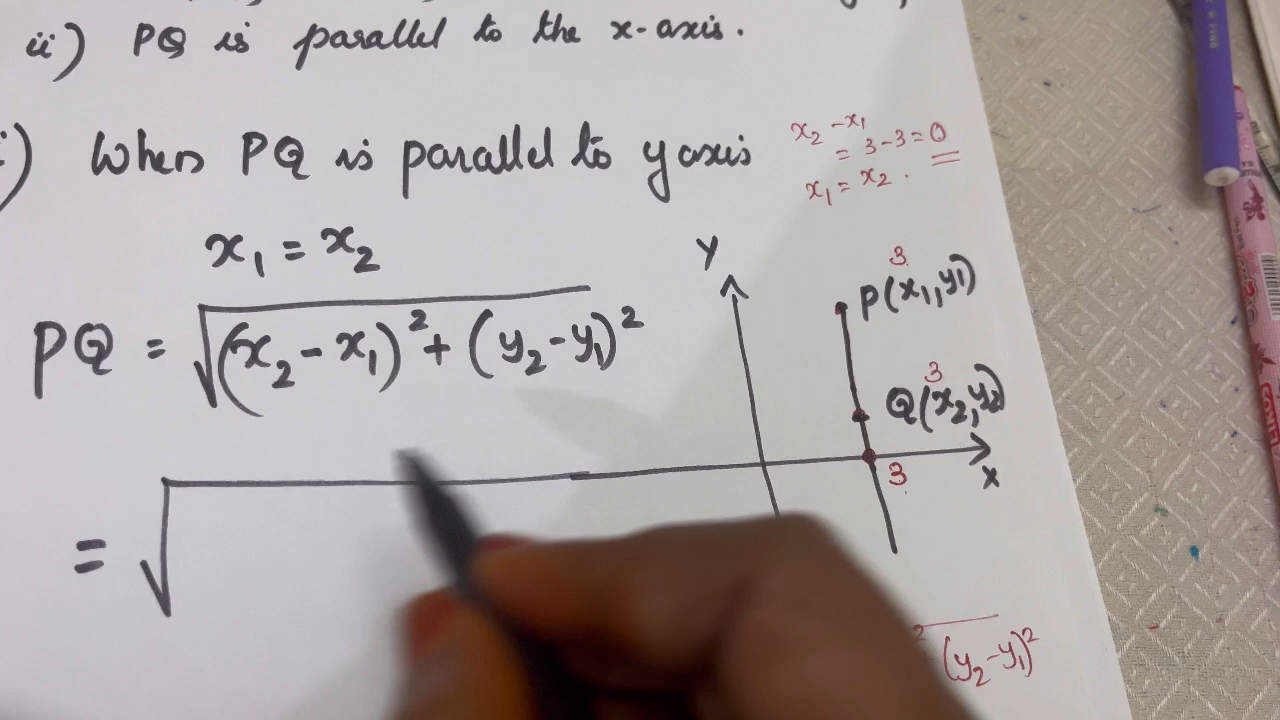 ii) PQ is parallel to the x-axis.
) When PQ is parallel to y axis
x₂ - x₁
= 3 - 3 = 0
x₁ = x₂.
x₁ = x₂
PQ = √(x₂ - x₁)² + (y₂ - y₁)²
Y
3
P(x₁, y₁)
3
Q(x₂, y₂)
3
X
= √
² (y₂ - y₁)²